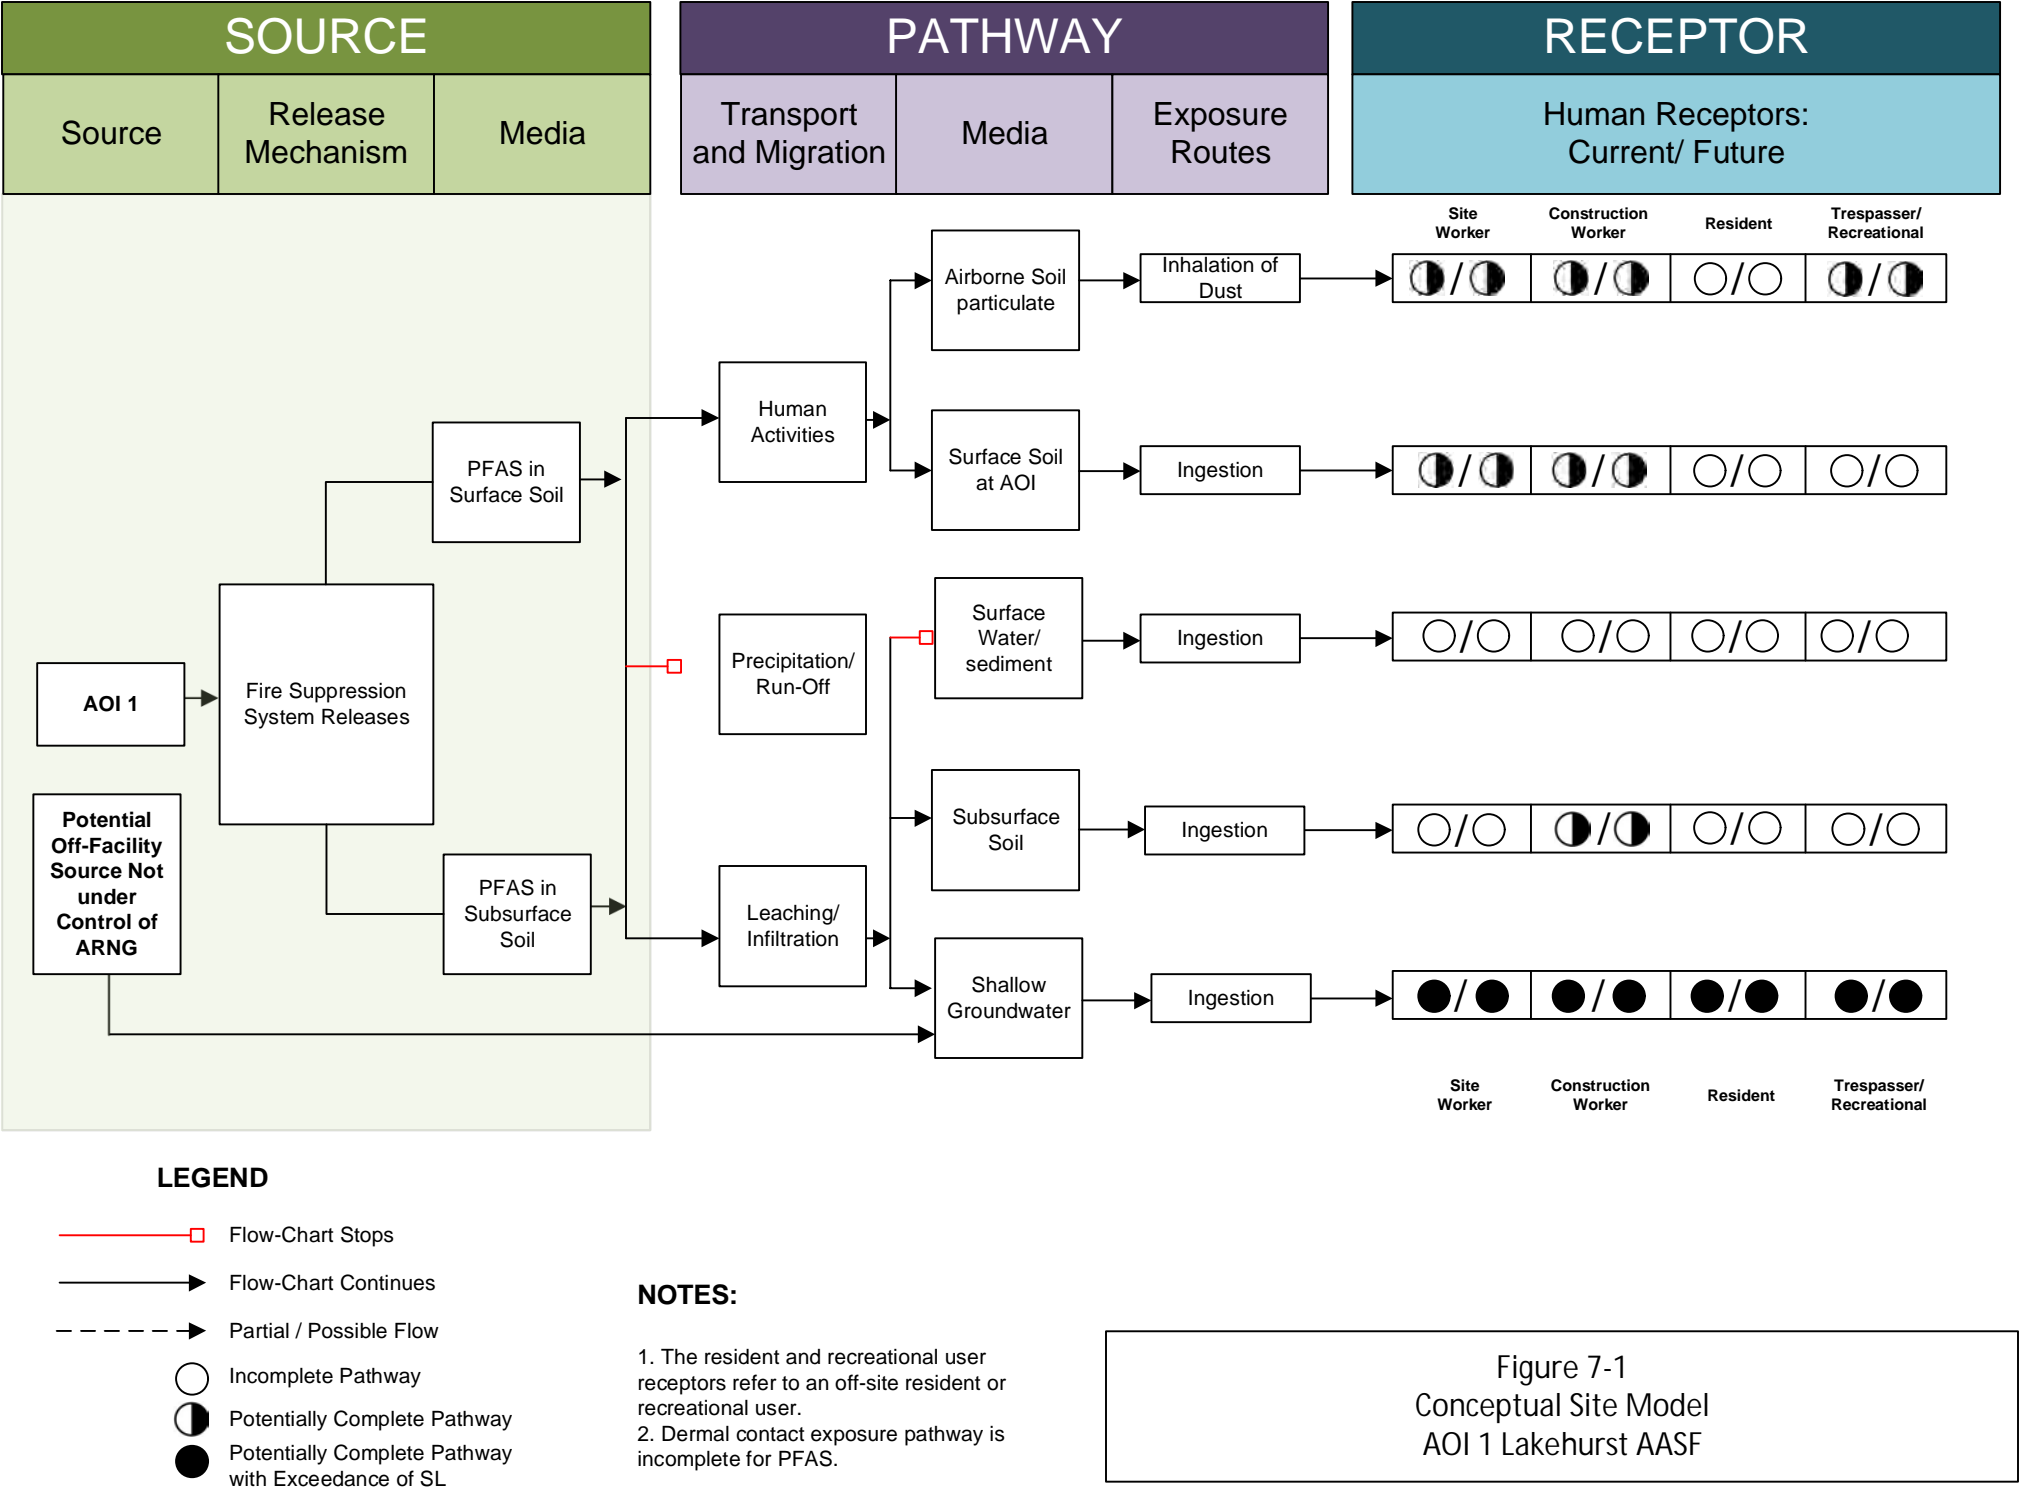 SOURCE
PATHWAY
RECEPTOR
Source
Release
Mechanism
Media
Transport
and Migration
Media
Exposure
Routes
Human Receptors:
Current/ Future
Site
Worker
Construction
Worker
Resident
Trespasser/
Recreational
Airborne Soil
particulate
Inhalation of
Dust
/
/
/
/
Human
Activities
PFAS in
Surface Soil
Surface Soil
at AOI
Ingestion
/
/
/
/
AOI 1
Fire Suppression
System Releases
Precipitation/
Run-Off
Surface
Water/
sediment
Ingestion
/
/
/
/
Potential
Off-Facility
Source Not
under
Control of
ARNG
PFAS in
Subsurface
Soil
Leaching/
Infiltration
Subsurface
Soil
Ingestion
/
/
/
/
Shallow
Groundwater
Ingestion
/
/
/
/
Site
Worker
Construction
Worker
Resident
Trespasser/
Recreational
LEGEND
Flow-Chart Stops
Flow-Chart Continues
Partial / Possible Flow
Incomplete Pathway
Potentially Complete Pathway
Potentially Complete Pathway
with Exceedance of SL
NOTES:
1. The resident and recreational user
receptors refer to an off-site resident or
recreational user.
2. Dermal contact exposure pathway is
incomplete for PFAS.
Figure 7-1
Conceptual Site Model
AOI 1 Lakehurst AASF